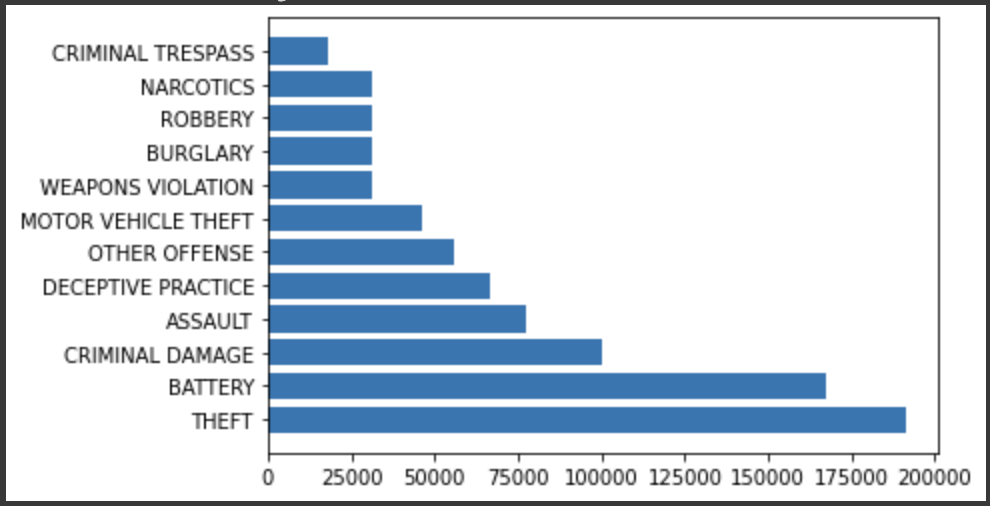 CRIMINAL TRESPASS
NARCOTICS
ROBBERY
BURGLARY
WEAPONS VIOLATION
MOTOR VEHICLE THEFT
OTHER OFFENSE
DECEPTIVE PRACTICE
ASSAULT
CRIMINAL DAMAGE
BATTERY
THEFT
0 25000 50000 75000 100000 125000 150000 175000 200000